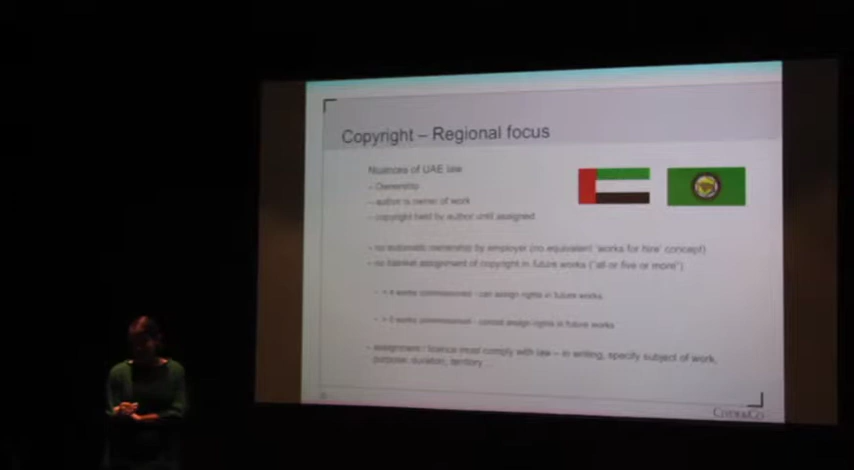 Copyright – Regional focus
Nuances of UAE law
– Ownership
– author is owner of work
– copyright held by author until assigned
– no automatic ownership by employer (no equivalent 'works for hire' concept)
– no blanket assignment of copyright in future works ("all or five or more")
works commissioned - can assign rights in future works
works commissioned - cannot assign rights in future works
– assignment / licence must comply with law – in writing, specify subject of work,
purpose, duration, territory
CLYDE&CO